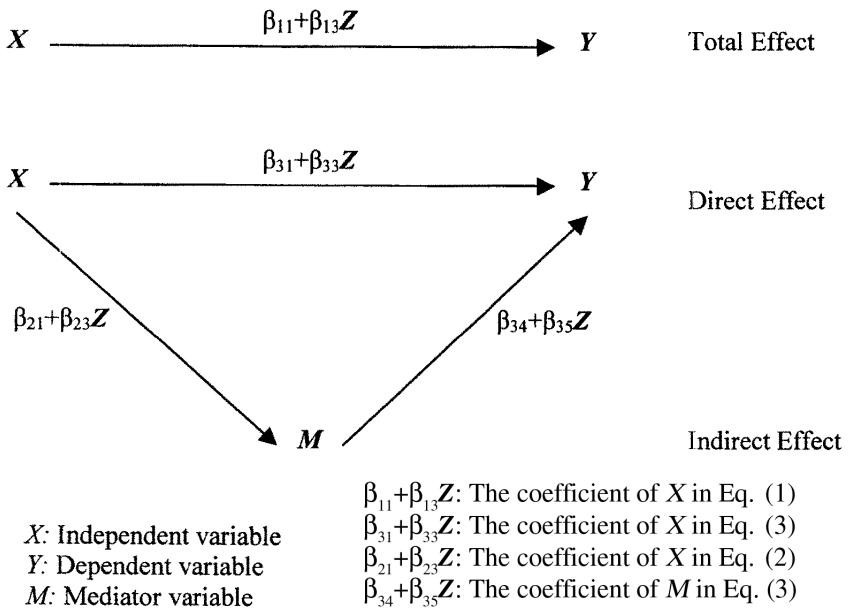 β₁₁+β₁₃Z
X Y Total Effect
β₃₁+β₃₃Z
X Y
Direct Effect
β₂₁+β₂₃Z
β₃₄+β₃₅Z
M Indirect Effect
β₁₁+β₁₃Z: The coefficient of X in Eq. (1)
β₃₁+β₃₃Z: The coefficient of X in Eq. (3)
β₂₁+β₂₃Z: The coefficient of X in Eq. (2)
β₃₄+β₃₅Z: The coefficient of M in Eq. (3)
X: Independent variable
Y: Dependent variable
M: Mediator variable